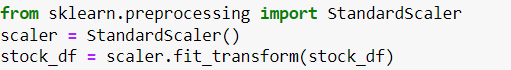 from sklearn.preprocessing import StandardScaler
scaler = StandardScaler()
stock_df = scaler.fit_transform(stock_df)